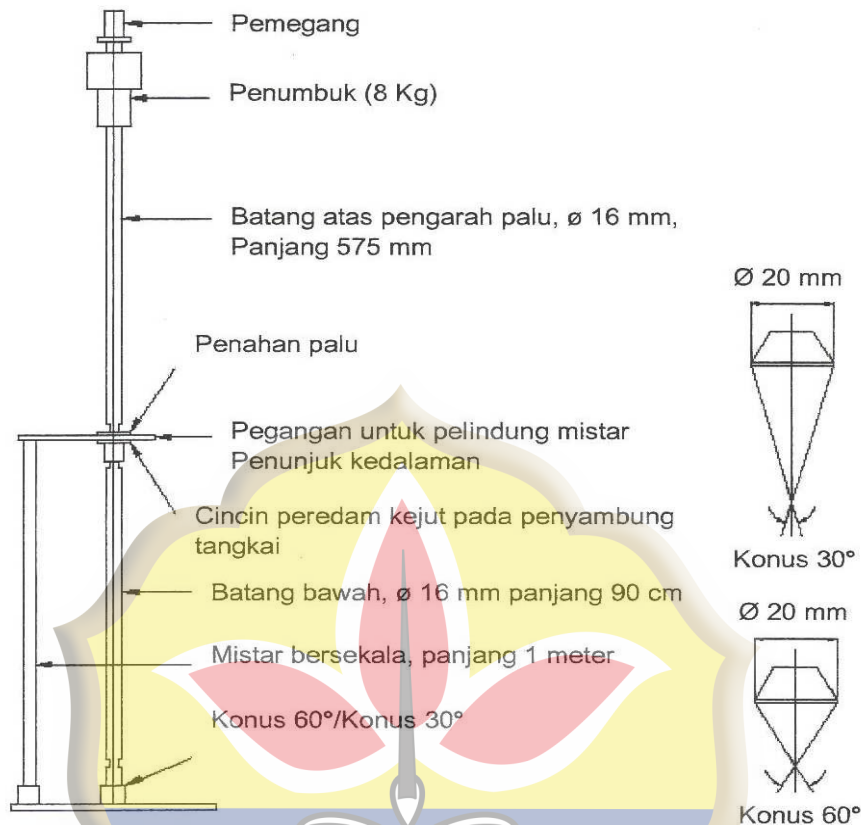 Pemegang
Penumbuk (8 Kg)
Batang atas pengarah palu, ø 16 mm,
Panjang 575 mm
Penahan palu
Pegangan untuk pelindung mistar
Penunjuk kedalaman
Cincin peredam kejut pada penyambung
tangkai
Batang bawah, ø 16 mm panjang 90 cm
Mistar bersekala, panjang 1 meter
Konus 60°/Konus 30°
Ø 20 mm
Konus 30°
Ø 20 mm
Konus 60°